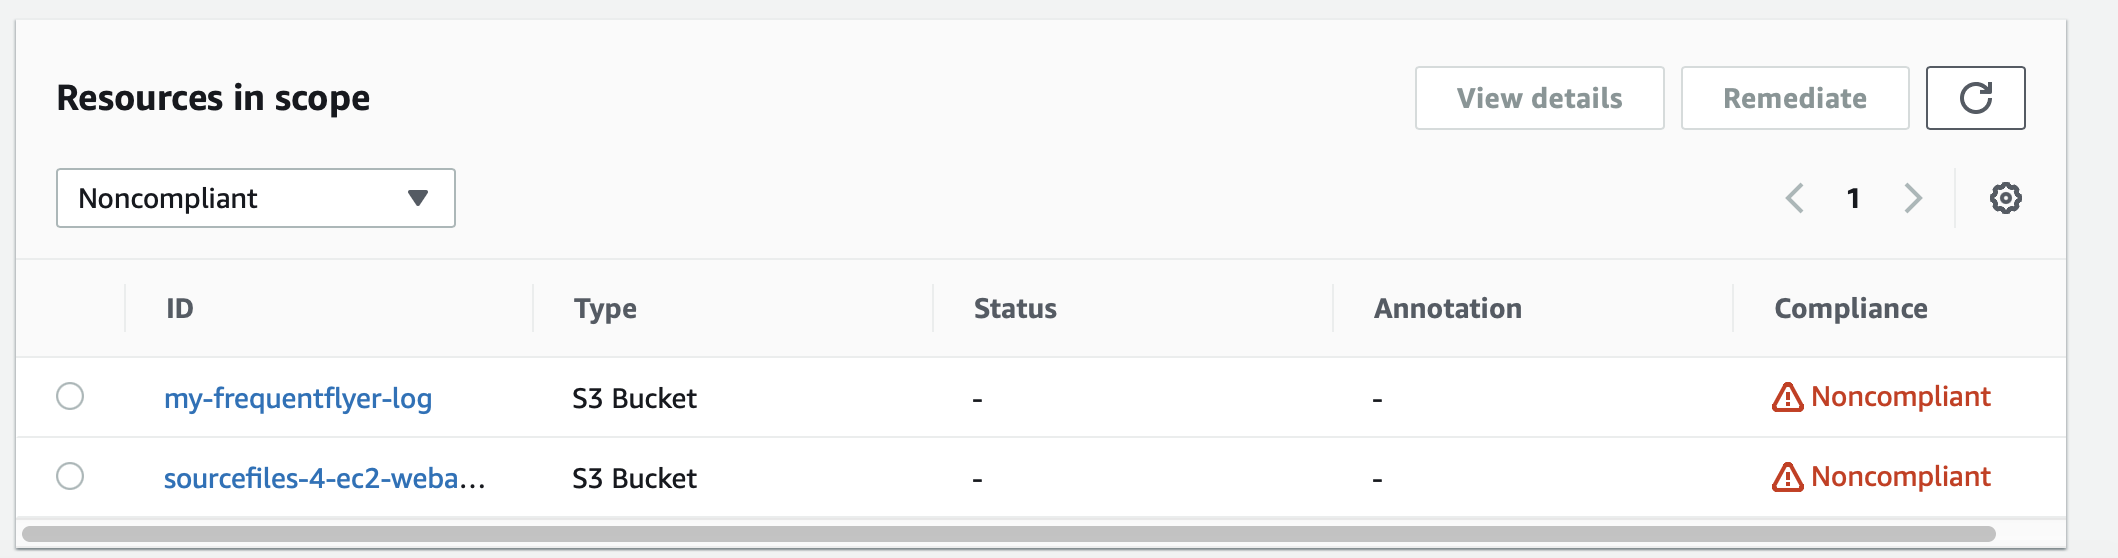 Resources in scope
View details
Remediate
Noncompliant
1
ID Type Status Annotation Compliance
my-frequentflyer-log S3 Bucket - - Noncompliant
sourcefiles-4-ec2-weba... S3 Bucket - - Noncompliant